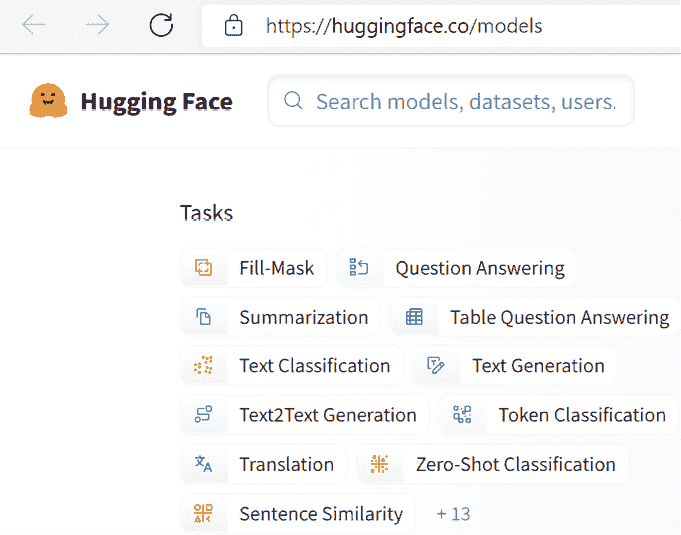 https://huggingface.co/models
Hugging Face
Search models, datasets, users.
Tasks
Fill-Mask Question Answering
Summarization Table Question Answering
Text Classification Text Generation
Text2Text Generation Token Classification
Translation Zero-Shot Classification
Sentence Similarity + 13